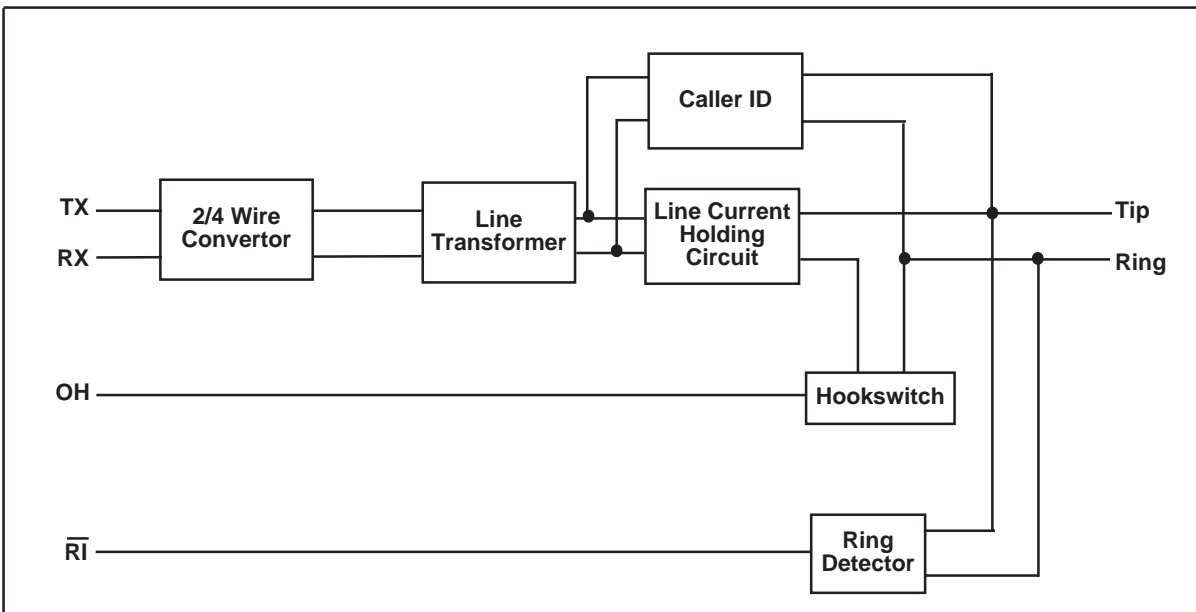 Caller ID
TX
2/4 Wire
Convertor
RX
Line
Transformer
Line Current
Holding
Circuit
Tip
Ring
OH
Hookswitch
R̅I̅
Ring
Detector